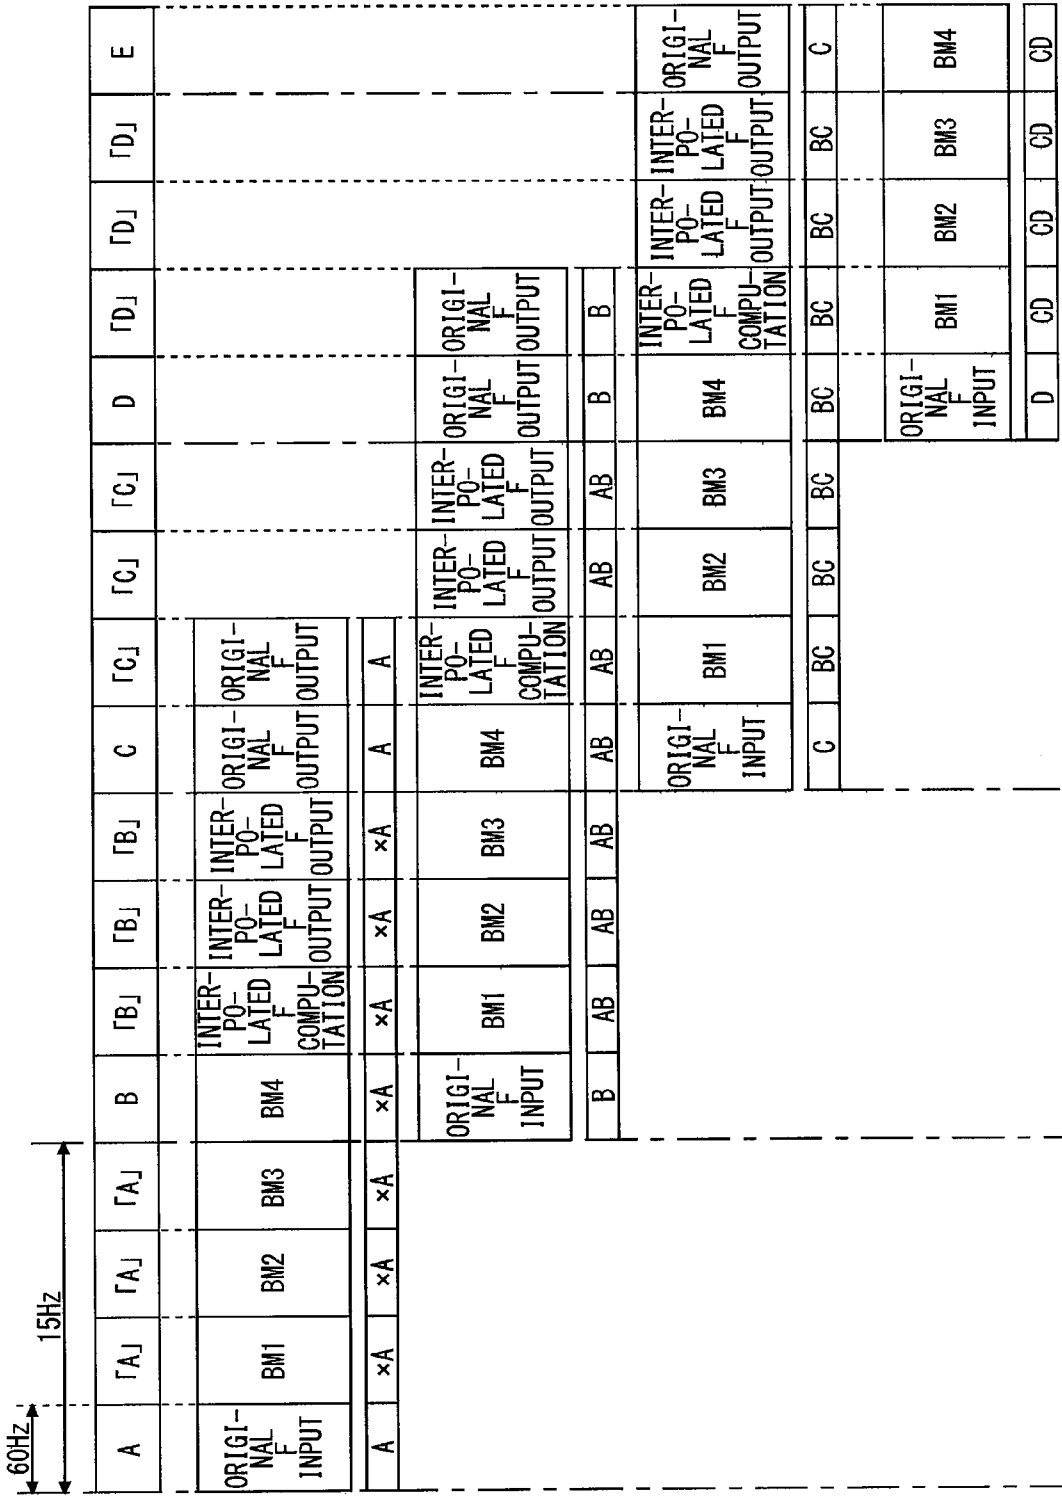 60Hz
15Hz
A 「A」 「A」 「A」 B 「B」 「B」 「B」 C 「C」 「C」 「C」 D 「D」 「D」 「D」 E
ORIGI-
NAL
F
INPUT
BM1
BM2
BM3
BM4
INTER-
PO-
LATED
F
COMPU-
TATION
INTER-
PO-
LATED
F
OUTPUT
INTER-
PO-
LATED
F
OUTPUT
ORIGI-
NAL
F
OUTPUT
ORIGI-
NAL
F
OUTPUT
A ×A ×A ×A ×A ×A ×A ×A A A
ORIGI-
NAL
F
INPUT
BM1
BM2
BM3
BM4
INTER-
PO-
LATED
F
COMPU-
TATION
INTER-
PO-
LATED
F
OUTPUT
INTER-
PO-
LATED
F
OUTPUT
ORIGI-
NAL
F
OUTPUT
ORIGI-
NAL
F
OUTPUT
B AB AB AB AB AB AB AB B B
ORIGI-
NAL
F
INPUT
BM1
BM2
BM3
BM4
INTER-
PO-
LATED
F
COMPU-
TATION
INTER-
PO-
LATED
F
OUTPUT
INTER-
PO-
LATED
F
OUTPUT
ORIGI-
NAL
F
OUTPUT
C BC BC BC BC BC BC BC C
ORIGI-
NAL
F
INPUT
BM1
BM2
BM3
BM4
D CD CD CD CD